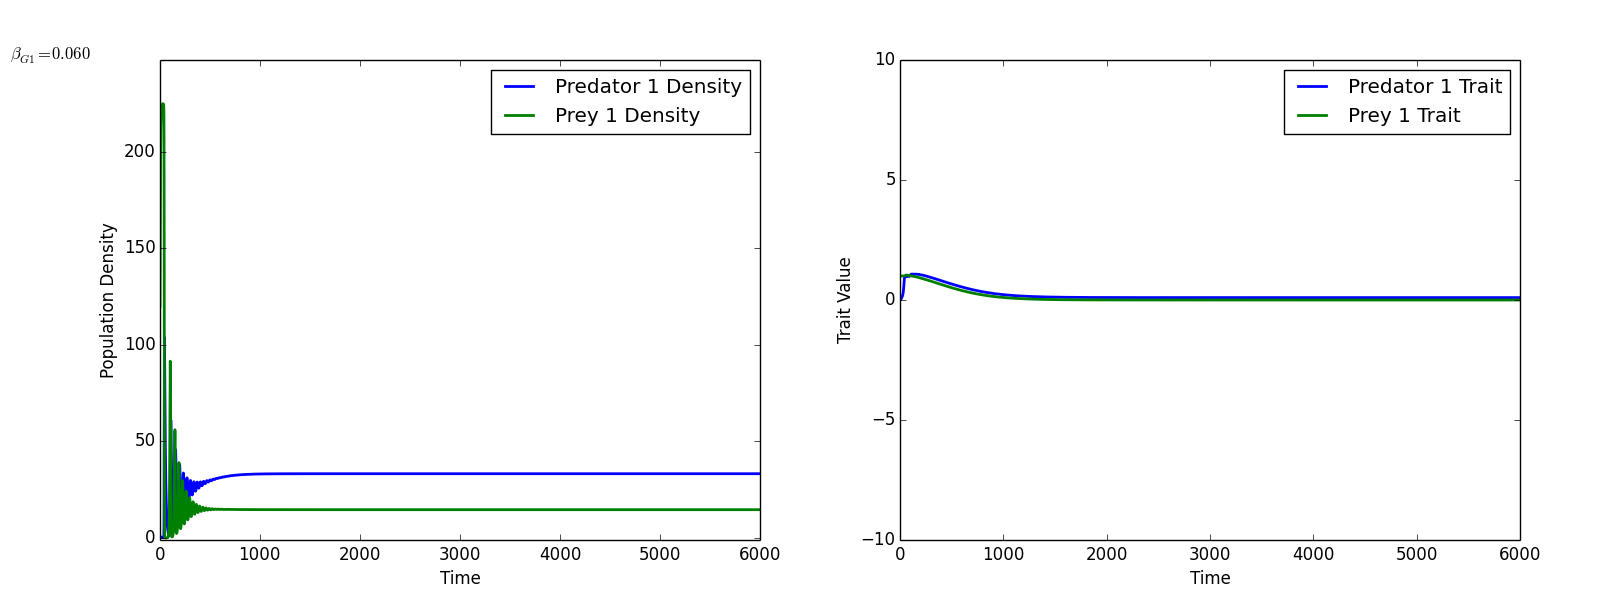 β_G1 =0.060
Predator 1 Density
Prey 1 Density
200
150
100
50
0
0 1000 2000 3000 4000 5000 6000
Time
Population Density
Predator 1 Trait
Prey 1 Trait
10
5
0
−5
−10
0 1000 2000 3000 4000 5000 6000
Time
Trait Value